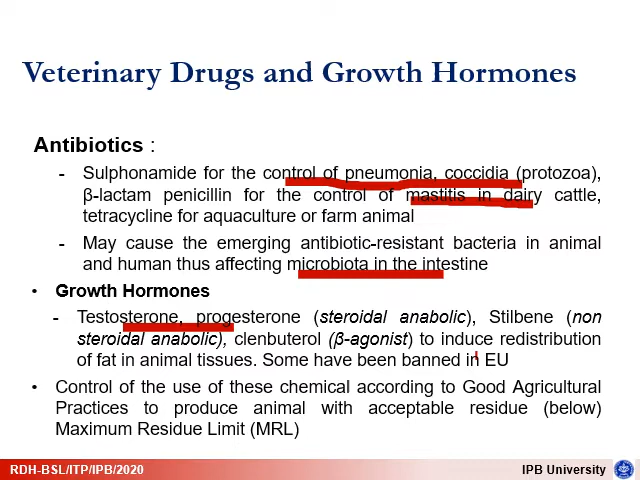 Veterinary Drugs and Growth Hormones
Antibiotics :
- Sulphonamide for the control of pneumonia, coccidia (protozoa),
β-lactam penicillin for the control of mastitis in dairy cattle,
tetracycline for aquaculture or farm animal
- May cause the emerging antibiotic-resistant bacteria in animal
and human thus affecting microbiota in the intestine
• Growth Hormones
- Testosterone, progesterone (steroidal anabolic), Stilbene (non
steroidal anabolic), clenbuterol (β-agonist) to induce redistribution
of fat in animal tissues. Some have been banned in EU
• Control of the use of these chemical according to Good Agricultural
Practices to produce animal with acceptable residue (below)
Maximum Residue Limit (MRL)
RDH-BSL/ITP/IPB/2020
IPB University